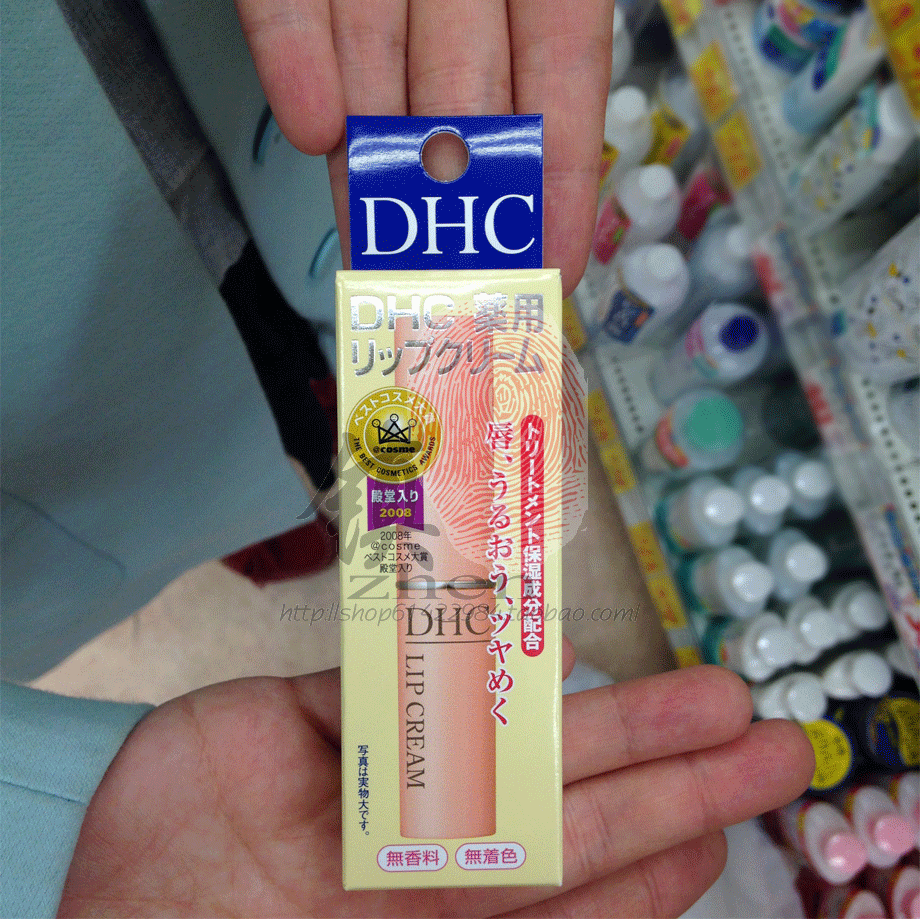 DHC
DHC 薬用
リップクリーム
ベストコスメ大賞
@cosme
THE BEST COSMETICS AWARDS
殿堂入り
2008
2008年
@cosme
ベストコスメ大賞
殿堂入り
トリートメント保湿成分配合
唇、うるおう、ツヤめく
DHC
LIP CREAM
写真は実物大です。
無香料
無着色